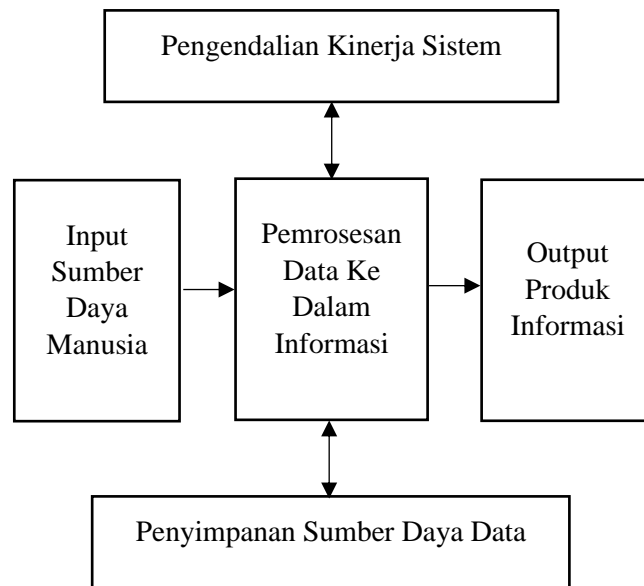 Pengendalian Kinerja Sistem
Input
Sumber
Daya
Manusia
Pemrosesan
Data Ke
Dalam
Informasi
Output
Produk
Informasi
Penyimpanan Sumber Daya Data